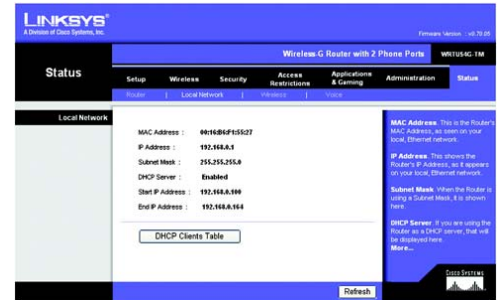 LINKSYS®
A Division of Cisco Systems, Inc.
Firmware Version : v0.70.05
Wireless-G Router with 2 Phone Ports
WRTU54G-TM
Status
Setup
Wireless
Security
Access Restrictions
Applications & Gaming
Administration
Status
Router | Local Network | Wireless | Voice
Local Network
MAC Address : 00:16:B6:F1:55:27
IP Address : 192.168.0.1
Subnet Mask : 255.255.255.0
DHCP Server : Enabled
Start IP Address : 192.168.0.100
End IP Address : 192.168.0.164
DHCP Clients Table
MAC Address. This is the Router's
MAC Address, as seen on your
local, Ethernet network.
IP Address. This shows the
Router's IP Address, as it appears
on your local, Ethernet network.
Subnet Mask. When the Router is
using a Subnet Mask, it is shown
here.
DHCP Server. If you are using the
Router as a DHCP server, that will
be displayed here.
More...
Refresh
CISCO SYSTEMS